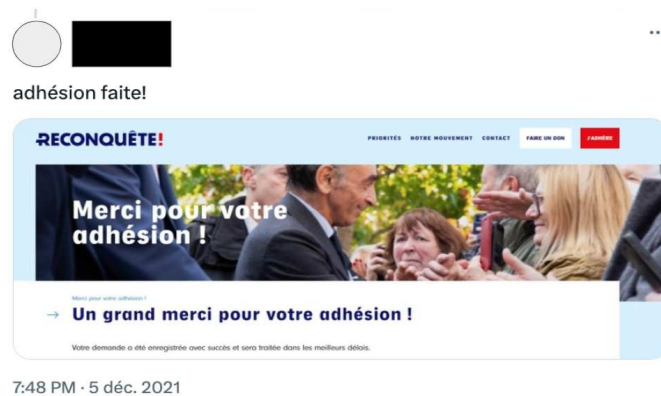 adhésion faite!
RECONQUÊTE!
PRIORITÉS NOTRE MOUVEMENT CONTACT FAIRE UN DON J'ADHÈRE
Merci pour votre
adhésion !
Merci pour votre adhésion !
→ Un grand merci pour votre adhésion !
Votre demande a été enregistrée avec succès et sera traitée dans les meilleurs délais.
7:48 PM · 5 déc. 2021